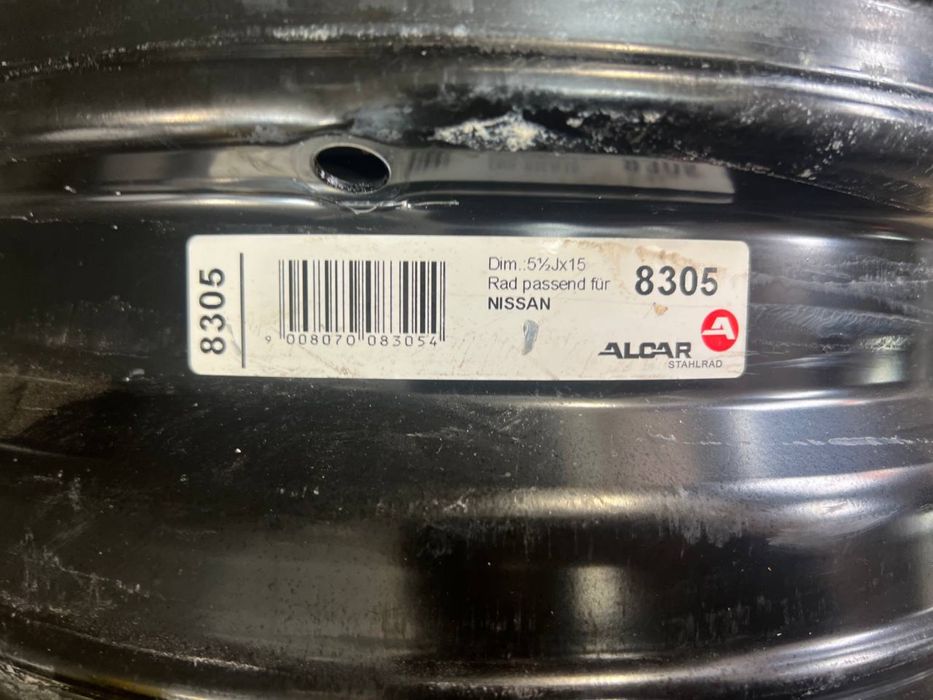 8305
9 008070 083054
Dim.:5½Jx15
Rad passend für
NISSAN
8305
ALCAR
STAHLRAD